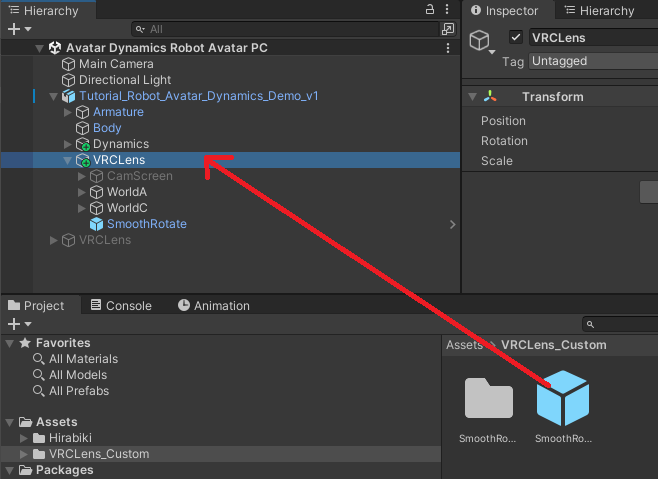 Hierarchy
All
Avatar Dynamics Robot Avatar PC
Main Camera
Directional Light
Tutorial_Robot_Avatar_Dynamics_Demo_v1
Armature
Body
Dynamics
VRCLens
CamScreen
WorldA
WorldC
SmoothRotate
VRCLens
Inspector
Hierarchy
VRCLens
Tag Untagged
Transform
Position
Rotation
Scale
Project Console Animation
Favorites
All Materials
All Models
All Prefabs
Assets
Hirabiki
VRCLens_Custom
Packages
Assets > VRCLens_Custom
SmoothRo... SmoothRo...